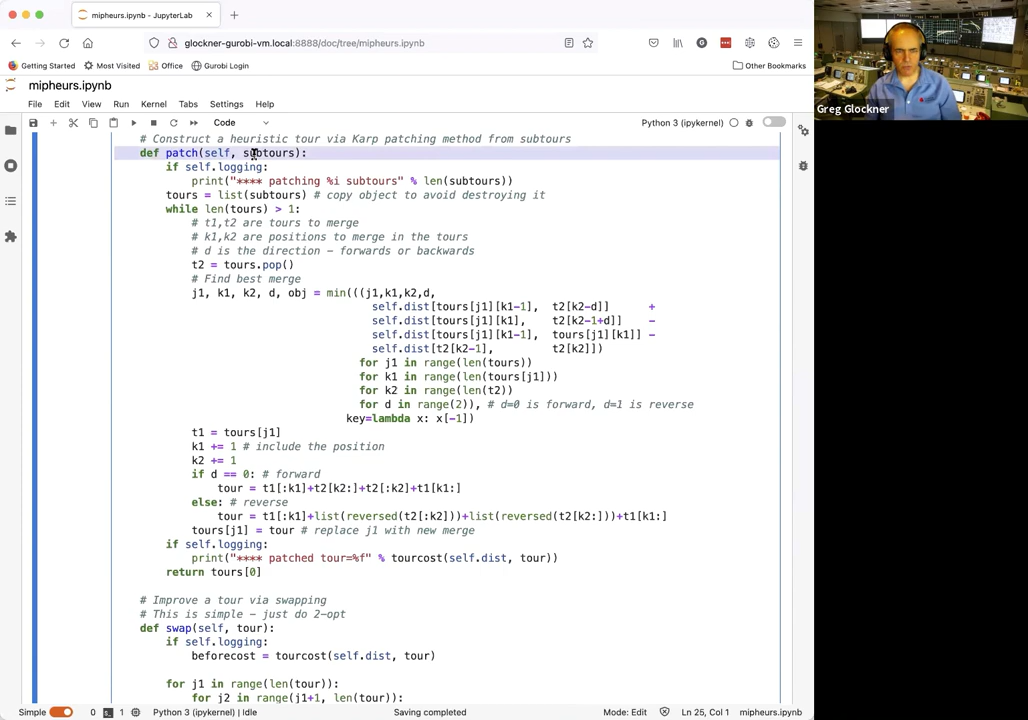 mipheurs.ipynb - JupyterLab
glockner-gurobi-vm.local:8888/doc/tree/mipheurs.ipynb
Getting Started Most Visited Office Gurobi Login Other Bookmarks
mipheurs.ipynb
File Edit View Run Kernel Tabs Settings Help
Code Python 3 (ipykernel)
# Construct a heuristic tour via Karp patching method from subtours
def patch(self, subtours):
if self.logging:
print("**** patching %i subtours" % len(subtours))
tours = list(subtours) # copy object to avoid destroying it
while len(tours) > 1:
# t1,t2 are tours to merge
# k1,k2 are positions to merge in the tours
# d is the direction - forwards or backwards
t2 = tours.pop()
# Find best merge
j1, k1, k2, d, obj = min(((j1,k1,k2,d,
self.dist[tours[j1][k1-1], t2[k2-d]] +
self.dist[tours[j1][k1], t2[k2-1+d]] -
self.dist[tours[j1][k1-1], tours[j1][k1]] -
self.dist[t2[k2-1], t2[k2]])
for j1 in range(len(tours))
for k1 in range(len(tours[j1]))
for k2 in range(len(t2))
for d in range(2)), # d=0 is forward, d=1 is reverse
key=lambda x: x[-1])
t1 = tours[j1]
k1 += 1 # include the position
k2 += 1
if d == 0: # forward
tour = t1[:k1]+t2[k2:]+t2[:k2]+t1[k1:]
else: # reverse
tour = t1[:k1]+list(reversed(t2[:k2]))+list(reversed(t2[k2:]))+t1[k1:]
tours[j1] = tour # replace j1 with new merge
if self.logging:
print("**** patched tour=%f" % tourcost(self.dist, tour))
return tours[0]
# Improve a tour via swapping
# This is simple - just do 2-opt
def swap(self, tour):
if self.logging:
beforecost = tourcost(self.dist, tour)
for j1 in range(len(tour)):
for j2 in range(j1+1, len(tour)):
Simple 0 1 Python 3 (ipykernel) | Idle Saving completed Mode: Edit Ln 25, Col 1 mipheurs.ipynb
Greg Glockner